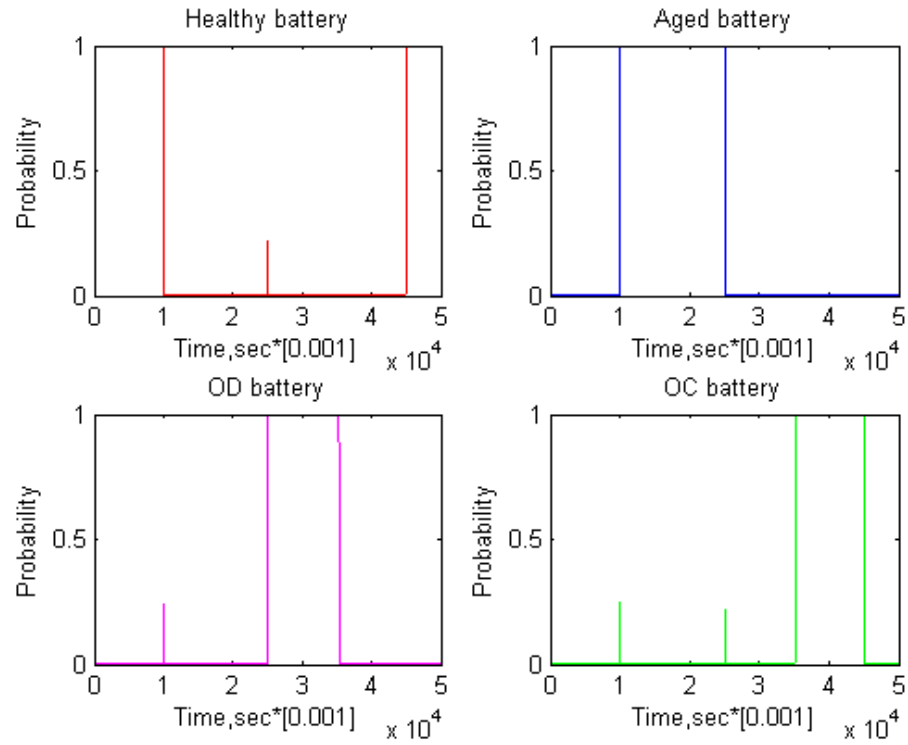 Healthy battery
1
0.5
0
Probability
0 1 2 3 4 5
Time,sec*[0.001]
x 10^4
Aged battery
1
0.5
0
Probability
0 1 2 3 4 5
Time,sec*[0.001]
x 10^4
OD battery
1
0.5
0
Probability
0 1 2 3 4 5
Time,sec*[0.001]
x 10^4
OC battery
1
0.5
0
Probability
0 1 2 3 4 5
Time,sec*[0.001]
x 10^4